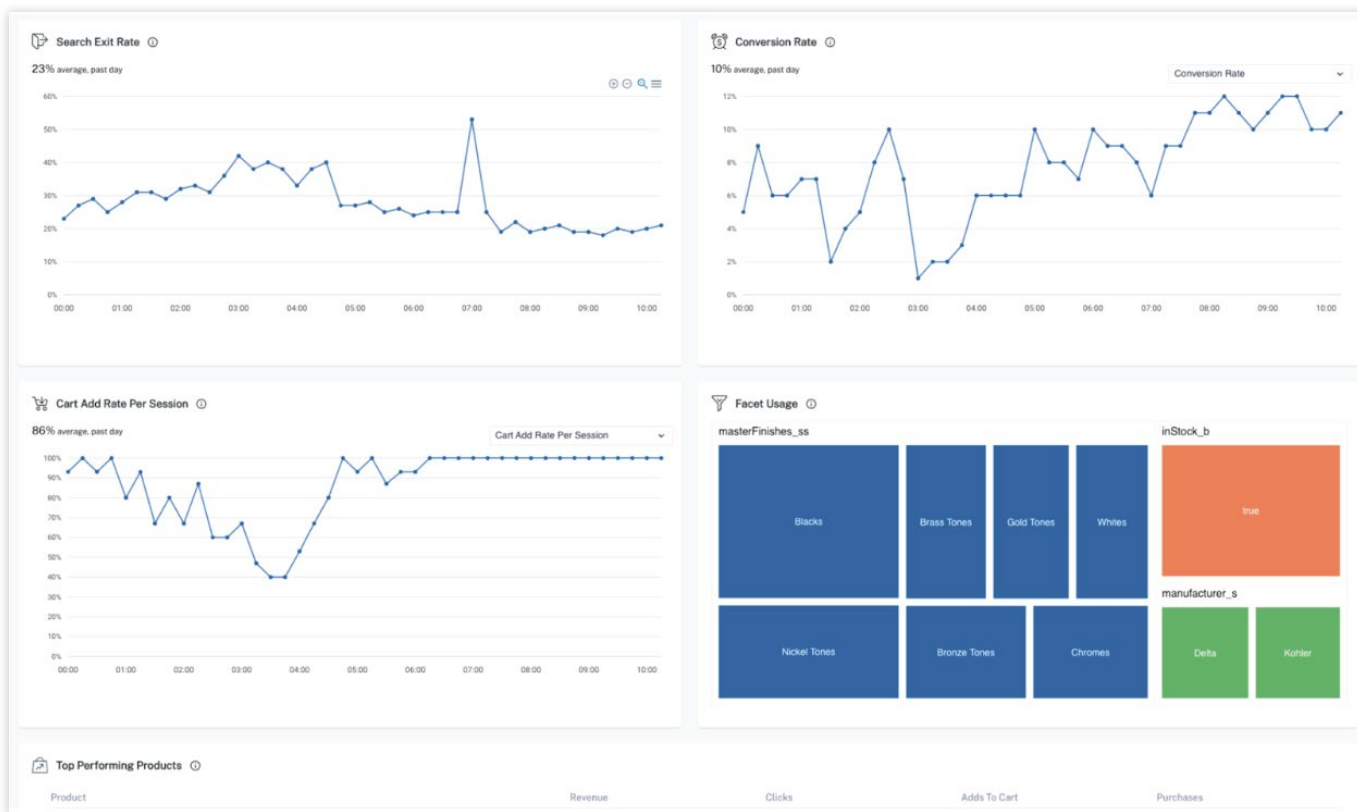 Search Exit Rate
23% average, past day
60%
50%
40%
30%
20%
10%
0%
00:00 01:00 02:00 03:00 04:00 05:00 06:00 07:00 08:00 09:00 10:00
Conversion Rate
10% average, past day
Conversion Rate
12%
10%
8%
6%
4%
2%
0%
00:00 01:00 02:00 03:00 04:00 05:00 06:00 07:00 08:00 09:00 10:00
Cart Add Rate Per Session
86% average, past day
Cart Add Rate Per Session
100%
90%
80%
70%
60%
50%
40%
30%
20%
10%
0%
00:00 01:00 02:00 03:00 04:00 05:00 06:00 07:00 08:00 09:00 10:00
Facet Usage
masterFinishes_ss
Blacks
Brass Tones
Gold Tones
Whites
Nickel Tones
Bronze Tones
Chromes
inStock_b
true
manufacturer_s
Delta
Kohler
Top Performing Products
Product Revenue Clicks Adds To Cart Purchases